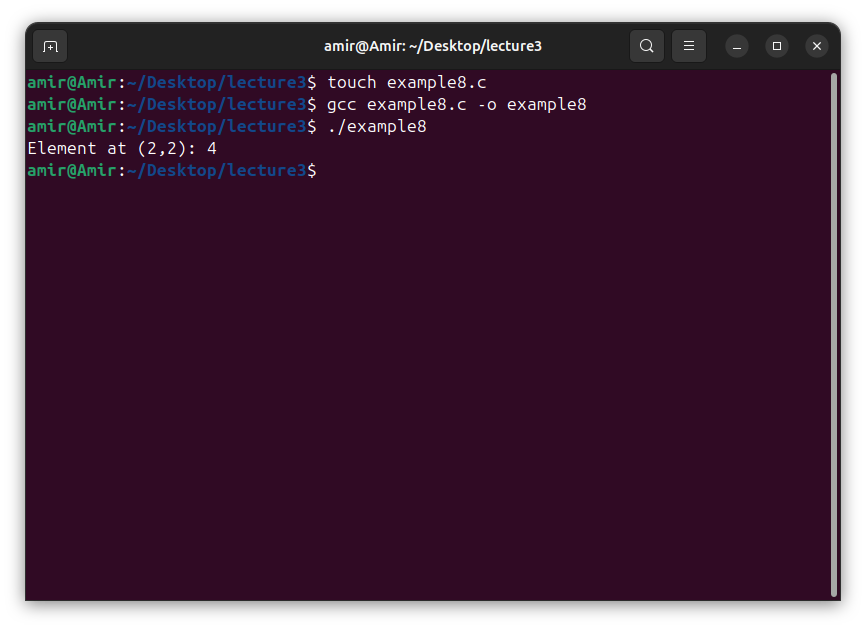 amir@Amir: ~/Desktop/lecture3
amir@Amir:~/Desktop/lecture3$ touch example8.c
amir@Amir:~/Desktop/lecture3$ gcc example8.c -o example8
amir@Amir:~/Desktop/lecture3$ ./example8
Element at (2,2): 4
amir@Amir:~/Desktop/lecture3$